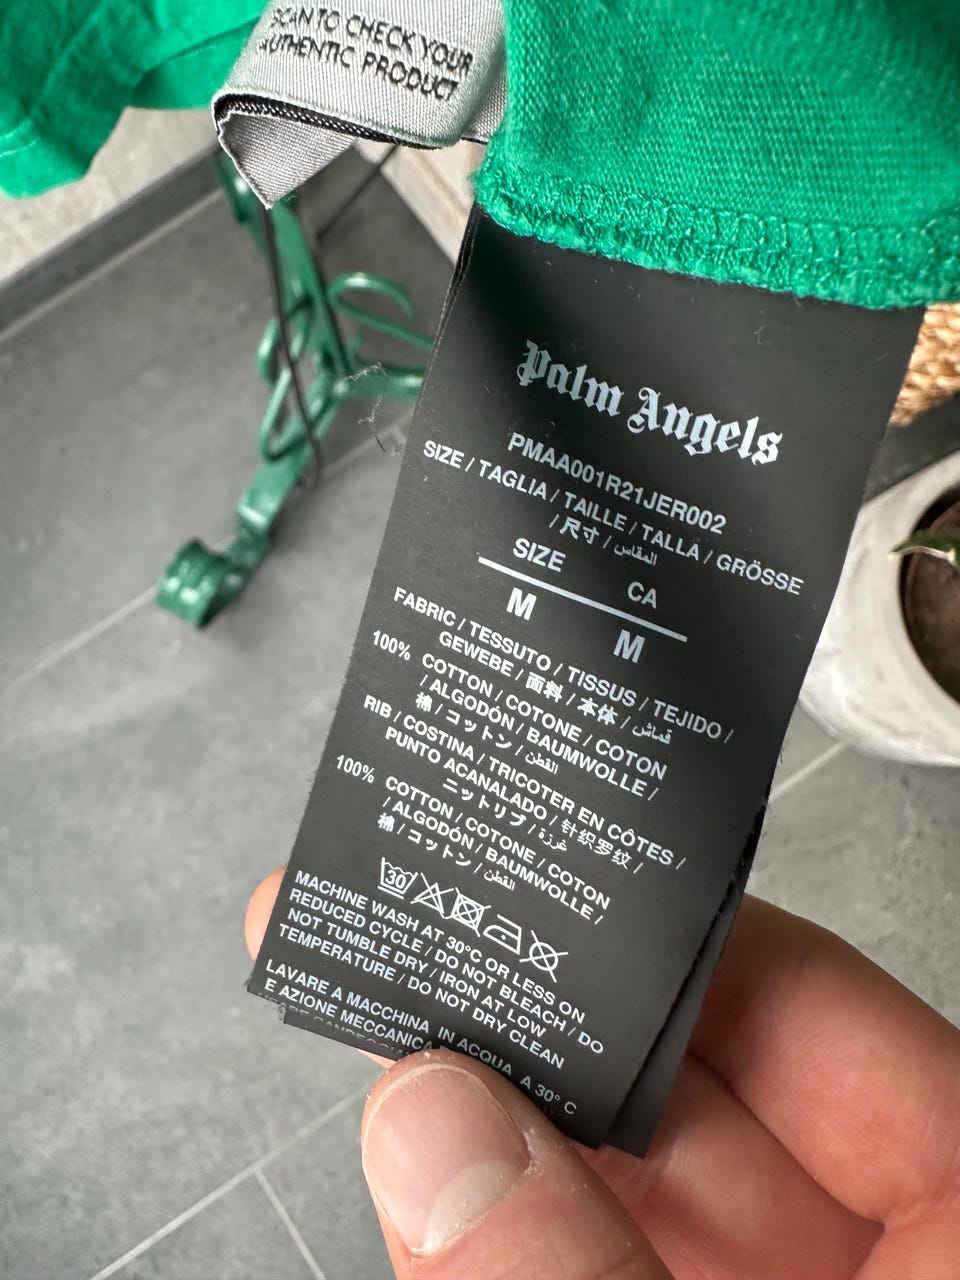 SCAN TO CHECK YOUR
AUTHENTIC PRODUCT
Palm Angels
PMAA001R21JER002
SIZE / TAGLIA / TAILLE / TALLA / GRÖSSE
/ 尺寸 / المقاس
SIZE CA
M M
FABRIC / TESSUTO / TISSUS / TEJIDO /
GEWEBE / 面料 / 本体 / قماش
100% COTTON / COTONE / COTON
/ ALGODÓN / BAUMWOLLE /
棉 / コットン / القطن
RIB / COSTINA / TRICOTER EN CÔTES /
PUNTO ACANALADO / 针织罗纹 /
ニットリブ / غرزة
100% COTTON / COTONE / COTON
/ ALGODÓN / BAUMWOLLE /
棉 / コットン / القطن
30
MACHINE WASH AT 30°C OR LESS ON
REDUCED CYCLE / DO NOT BLEACH / DO
NOT TUMBLE DRY / IRON AT LOW
TEMPERATURE / DO NOT DRY CLEAN
LAVARE A MACCHINA IN ACQUA A 30° C
E AZIONE MECCANICA